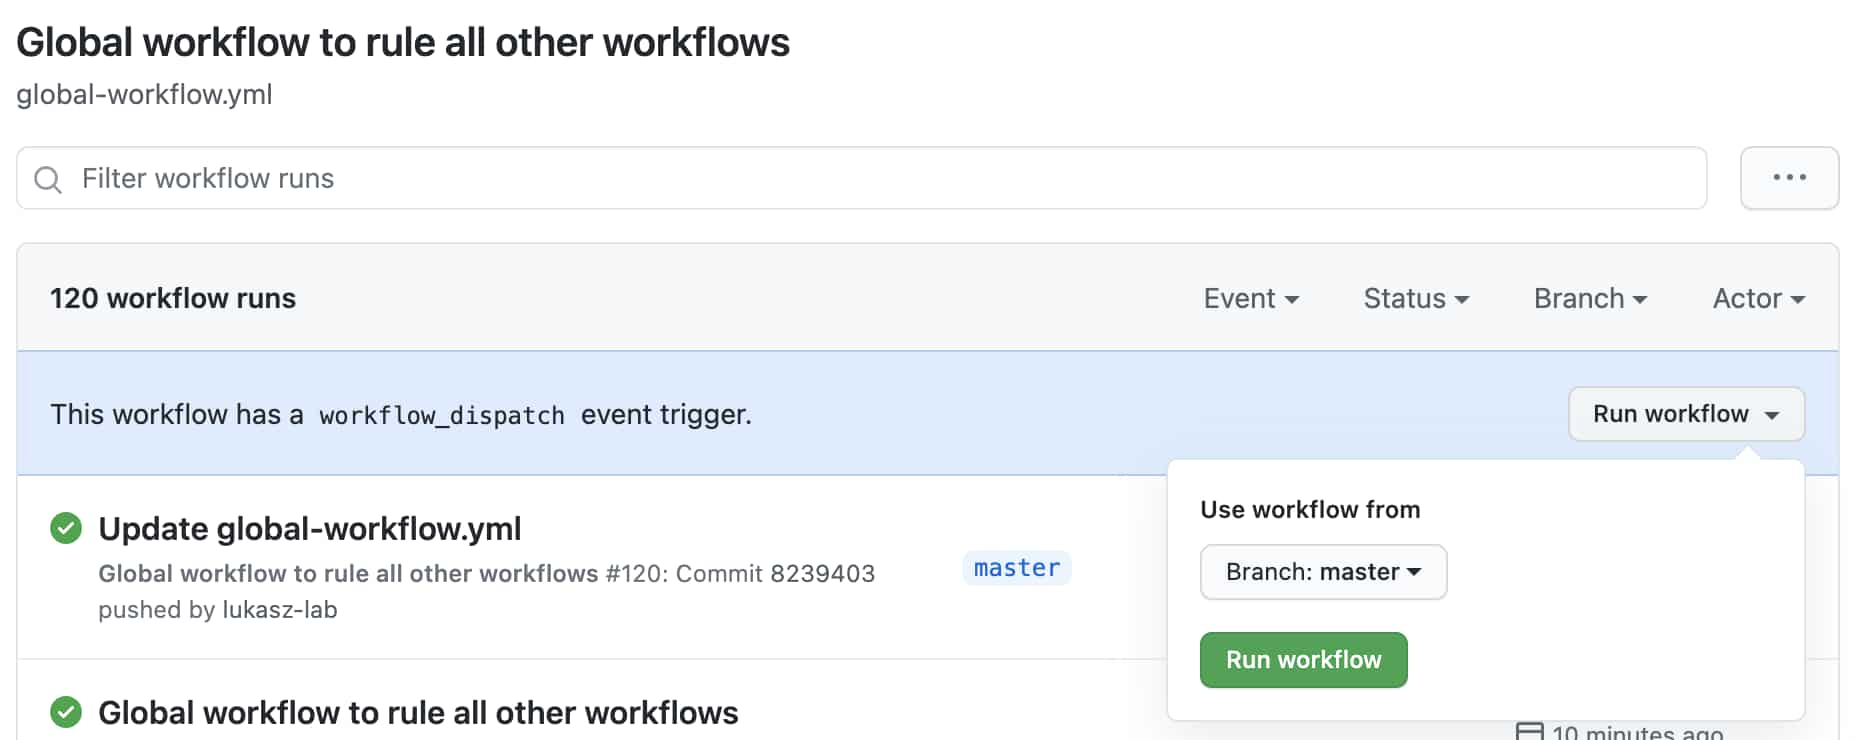 Global workflow to rule all other workflows
global-workflow.yml
Filter workflow runs
120 workflow runs
Event
Status
Branch
Actor
This workflow has a workflow_dispatch event trigger.
Run workflow
Use workflow from
Branch: master
Run workflow
Update global-workflow.yml
Global workflow to rule all other workflows #120: Commit 8239403
pushed by lukasz-lab
master
Global workflow to rule all other workflows
10 minutes ago